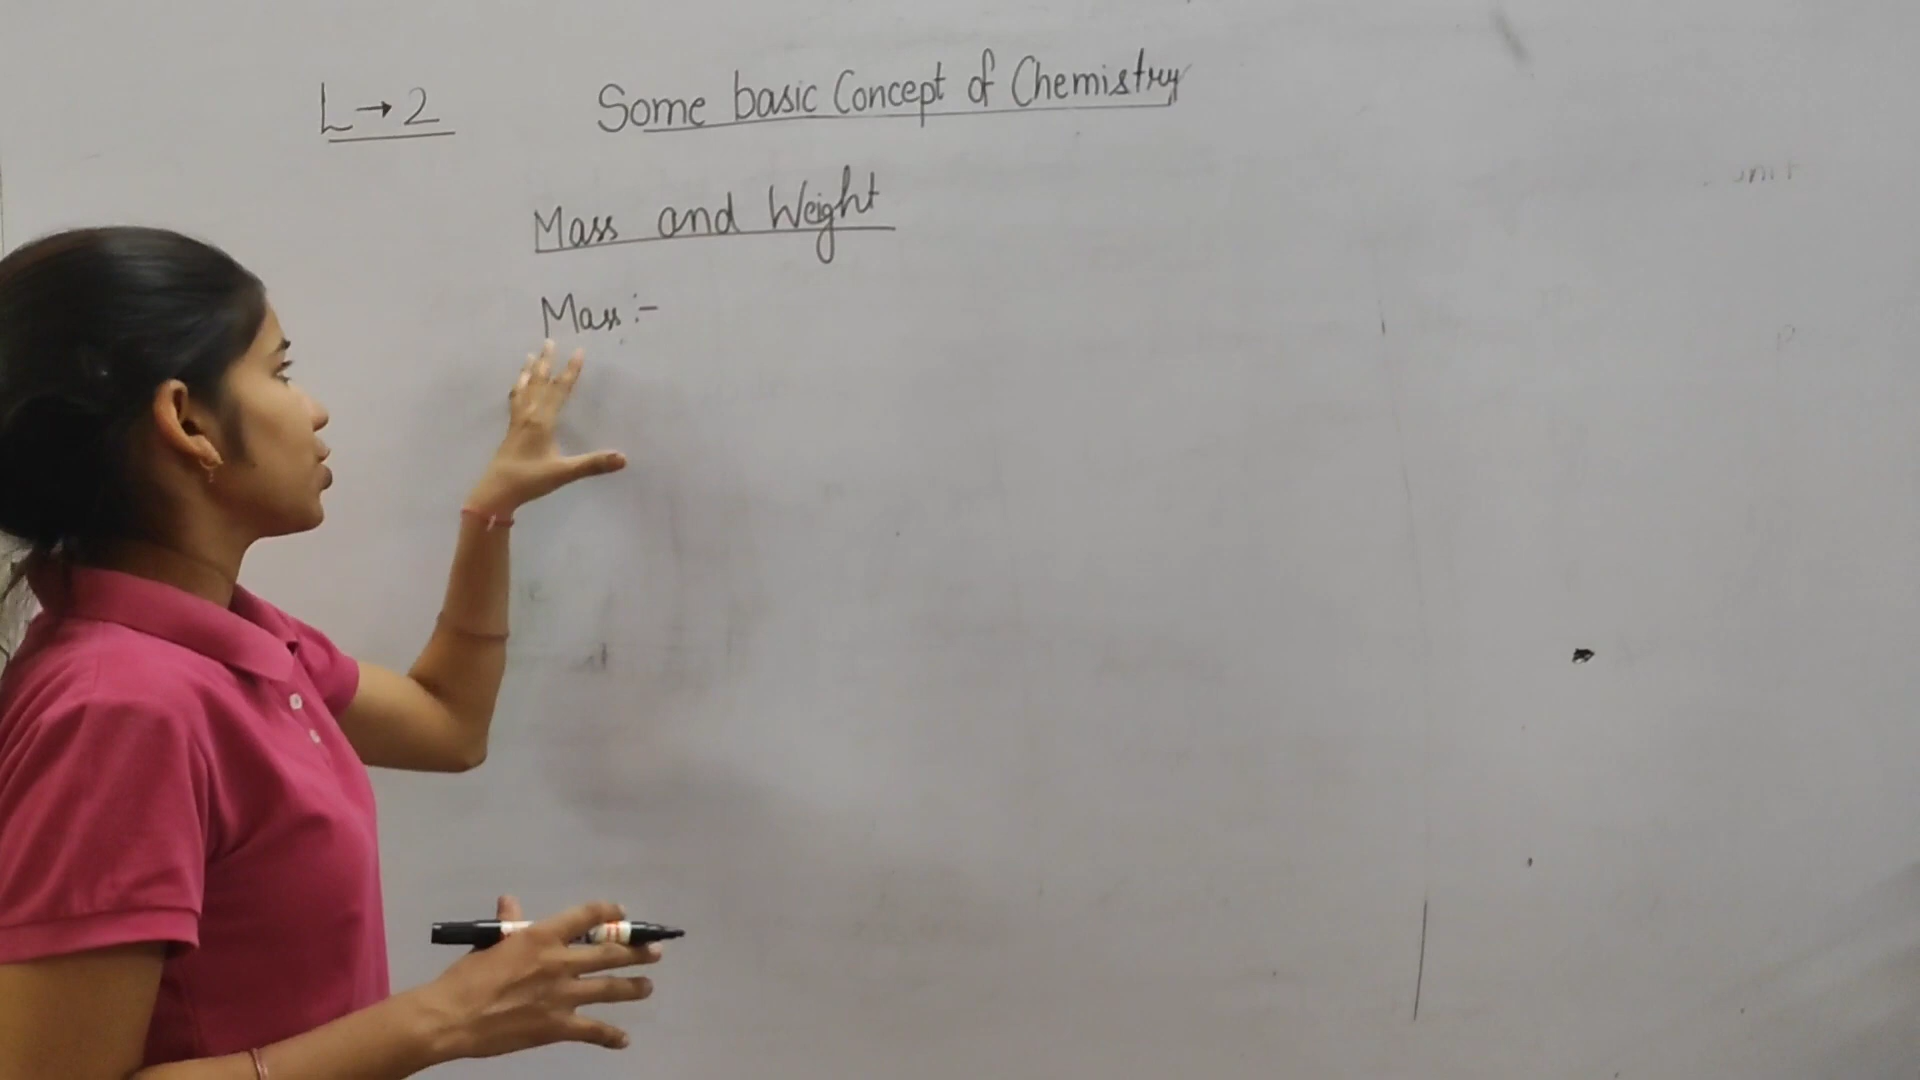 L → 2 Some basic Concept of Chemistry
Mass and Weight
Mass :-